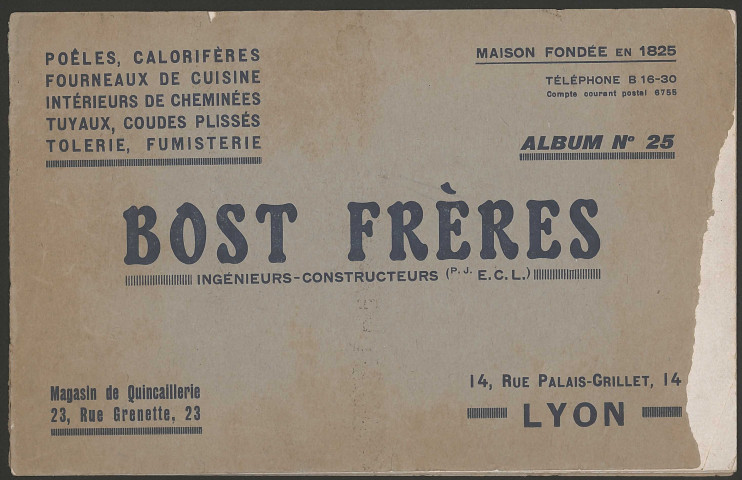 POÊLES, CALORIFÈRES
FOURNEAUX DE CUISINE
INTÉRIEURS DE CHEMINÉES
TUYAUX, COUDES PLISSÉS
TOLERIE, FUMISTERIE
MAISON FONDÉE EN 1825
TÉLÉPHONE B 16-30
Compte courant postal 6755
ALBUM No 25
BOST FRÈRES
INGÉNIEURS-CONSTRUCTEURS (P. J. E.C.L.)
Magasin de Quincaillerie
23, Rue Grenette, 23
14, RUE PALAIS-GRILLET, 14
LYON